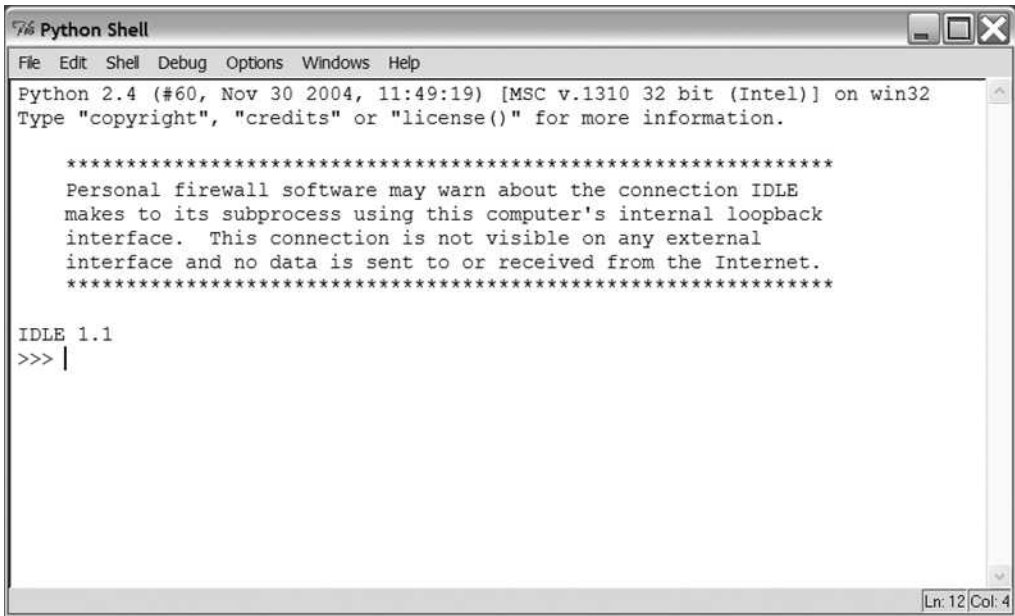 Python Shell
File Edit Shell Debug Options Windows Help
Python 2.4 (#60, Nov 30 2004, 11:49:19) [MSC v.1310 32 bit (Intel)] on win32
Type "copyright", "credits" or "license()" for more information.
****************************************************************
Personal firewall software may warn about the connection IDLE
makes to its subprocess using this computer's internal loopback
interface.  This connection is not visible on any external
interface and no data is sent to or received from the Internet.
****************************************************************
IDLE 1.1
>>>
Ln: 12 Col: 4